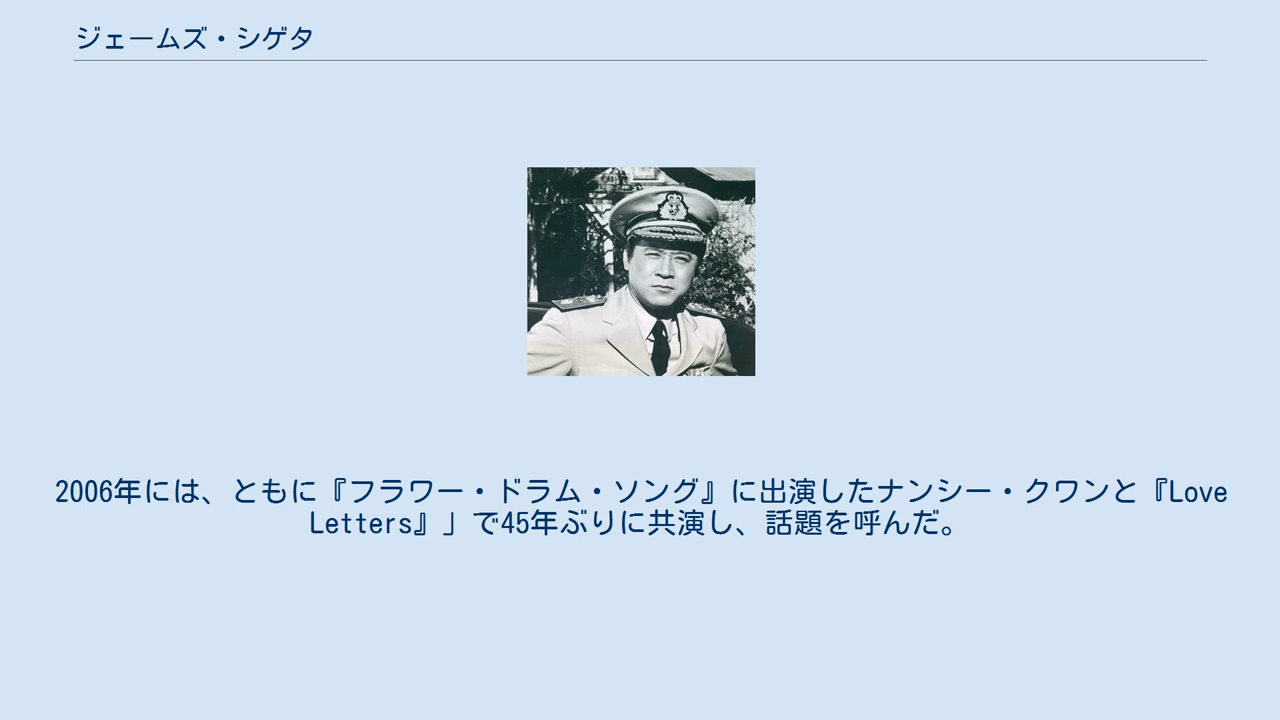 ジェームズ・シゲタ
2006年には、ともに『フラワー・ドラム・ソング』に出演したナンシー・クワンと『Love
Letters』」で45年ぶりに共演し、話題を呼んだ。